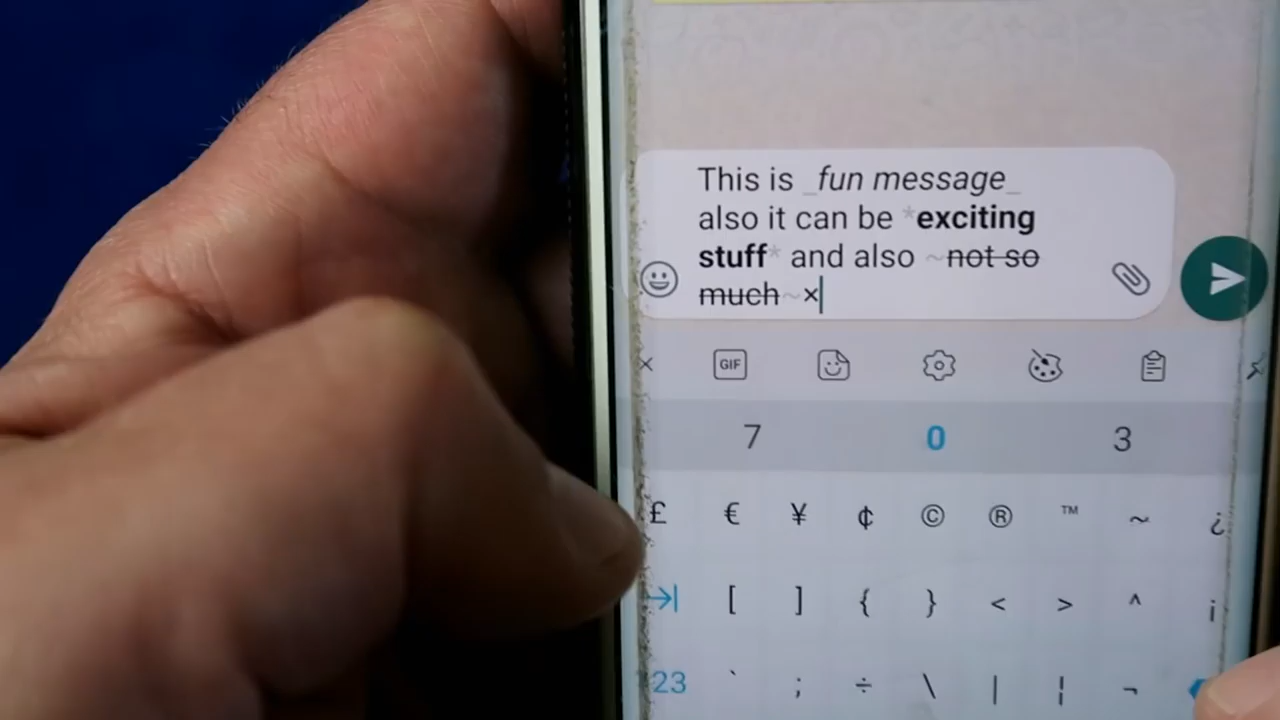 This is _fun message_
also it can be *exciting
stuff* and also ~not so
much~ ×
GIF
7 0 3
£ € ¥ ¢ © ® ™ ~ ¿
[ ] { } < > ^ ¡
23 ` ; ÷ \ | ¦ ¬